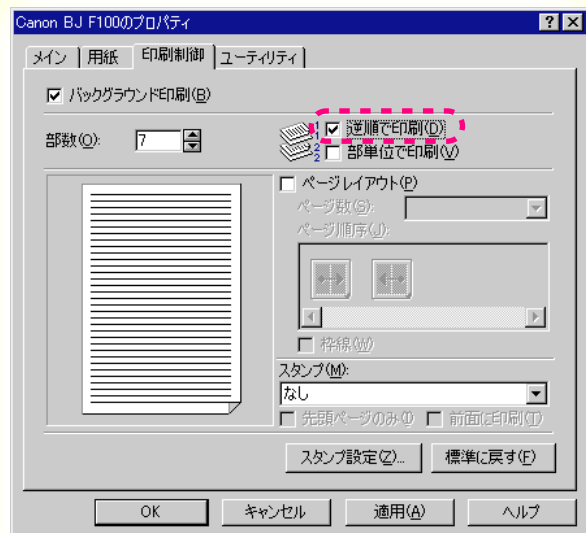 Canon BJ F100のプロパティ
メイン 用紙 印刷制御 ユーティリティ
バックグラウンド印刷(B)
部数(O): 7
逆順で印刷(D)
部単位で印刷(V)
1 1
2 2
ページレイアウト(P)
ページ数(S):
ページ順序(J):
枠線(W)
スタンプ(M):
なし
先頭ページのみ(I) 前面に印刷(T)
スタンプ設定(Z)... 標準に戻す(F)
OK キャンセル 適用(A) ヘルプ